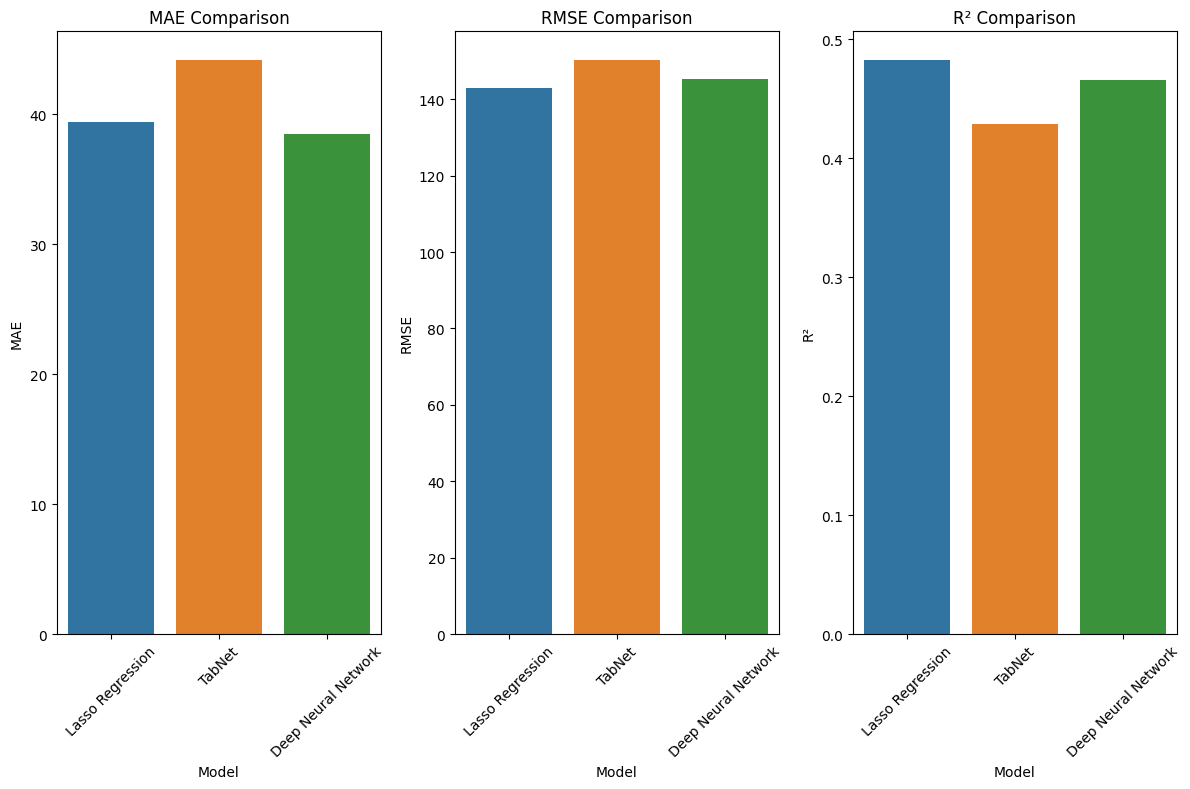 MAE Comparison
MAE
40
30
20
10
0
Lasso Regression
TabNet
Deep Neural Network
Model
RMSE Comparison
RMSE
140
120
100
80
60
40
20
0
Lasso Regression
TabNet
Deep Neural Network
Model
R² Comparison
R²
0.5
0.4
0.3
0.2
0.1
0.0
Lasso Regression
TabNet
Deep Neural Network
Model